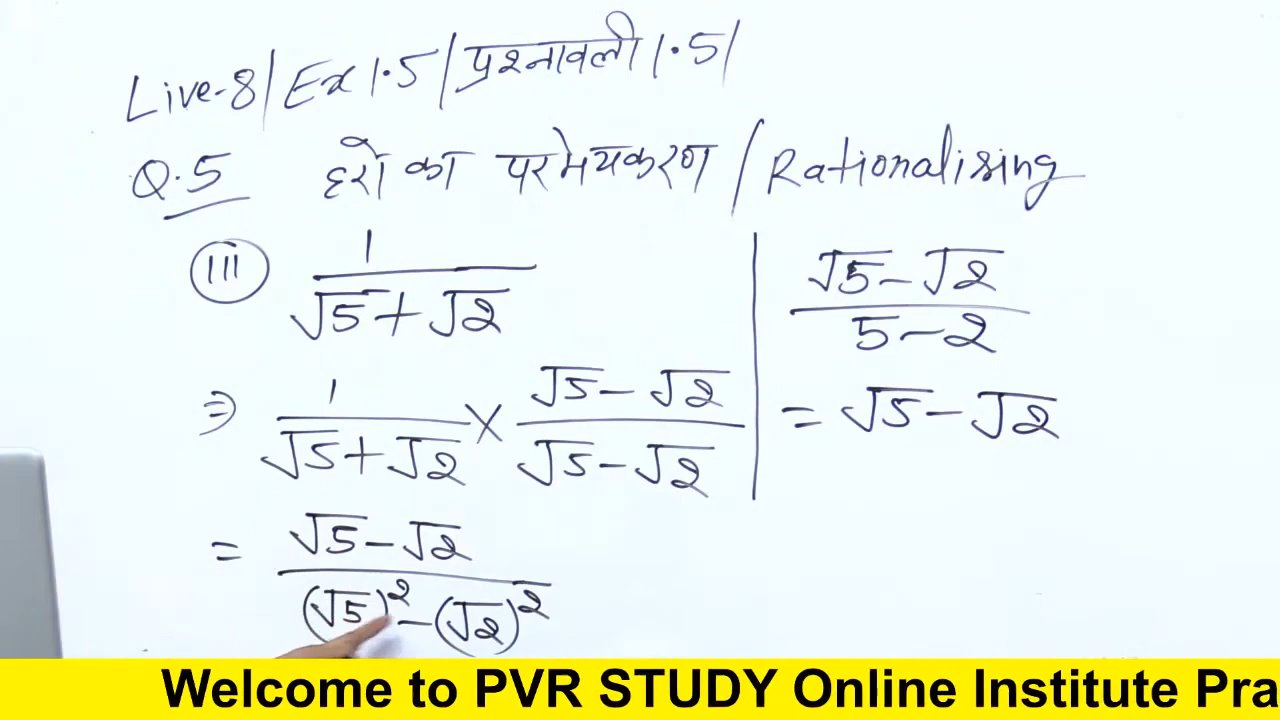 Live-8/ Ex 1.5/ प्रश्नावली 1.5/
Q.5 हरों का परिमेयकरण / Rationalising
(iii) 1/(√5+√2)
⇒ 1/(√5+√2) × (√5-√2)/(√5-√2)
= (√5-√2)/((√5)²-(√2)²)
(√5-√2)/(5-2)
= √5-√2
Welcome to PVR STUDY Online Institute Pra